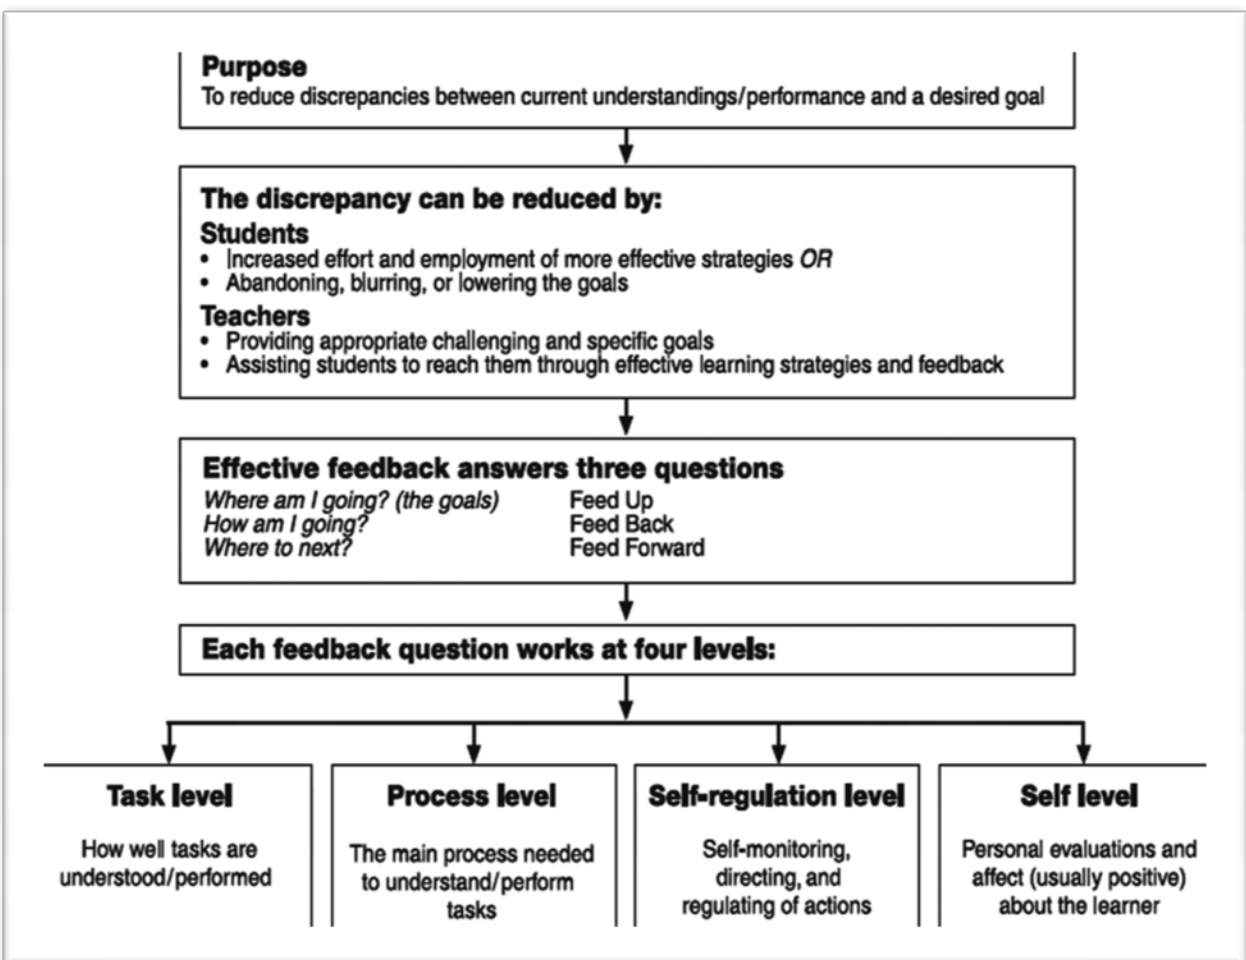 Purpose
To reduce discrepancies between current understandings/performance and a desired goal
The discrepancy can be reduced by:
Students
• Increased effort and employment of more effective strategies OR
• Abandoning, blurring, or lowering the goals
Teachers
• Providing appropriate challenging and specific goals
• Assisting students to reach them through effective learning strategies and feedback
Effective feedback answers three questions
Where am I going? (the goals) Feed Up
How am I going? Feed Back
Where to next? Feed Forward
Each feedback question works at four levels:
Task level
How well tasks are
understood/performed
Process level
The main process needed
to understand/perform
tasks
Self-regulation level
Self-monitoring,
directing, and
regulating of actions
Self level
Personal evaluations and
affect (usually positive)
about the learner